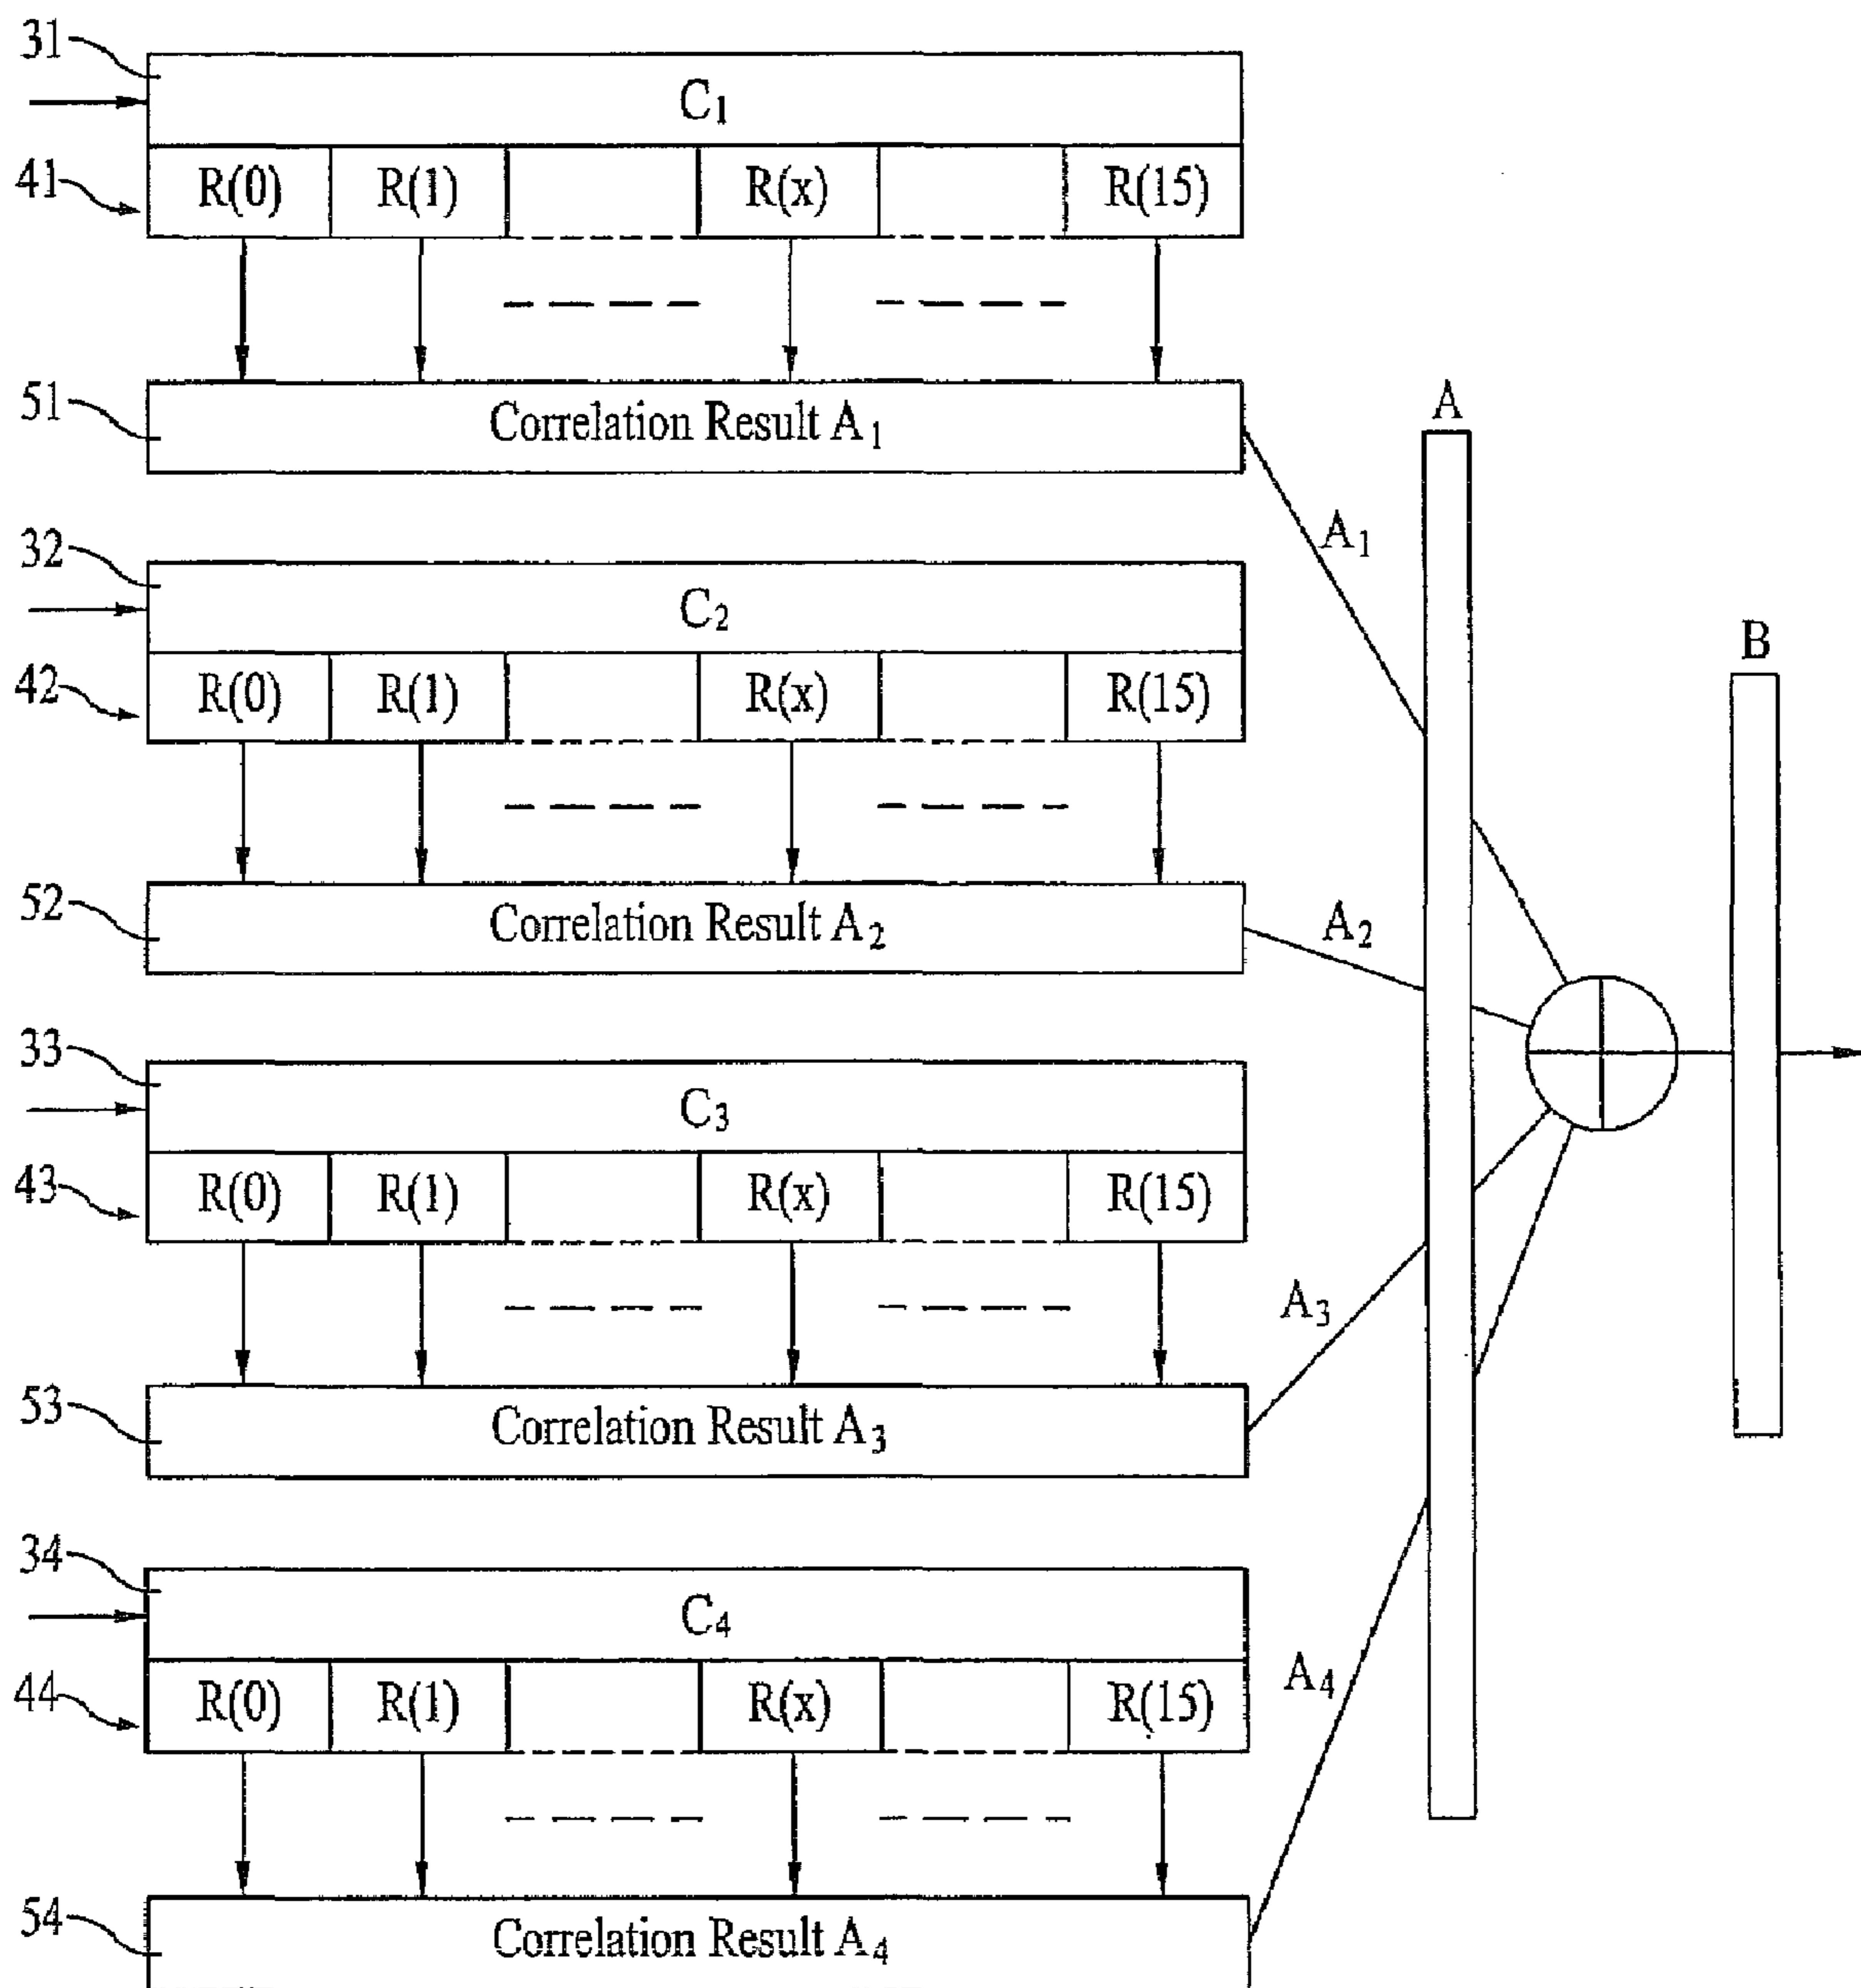 31
C₁
41
R(0) R(1) R(x) R(15)
51
Correlation Result A₁
A
A₁
32
C₂
B
42
R(0) R(1) R(x) R(15)
52
Correlation Result A₂
A₂
33
C₃
43
R(0) R(1) R(x) R(15)
A₃
53
Correlation Result A₃
34
C₄
44
R(0) R(1) R(x) R(15)
A₄
54
Correlation Result A₄